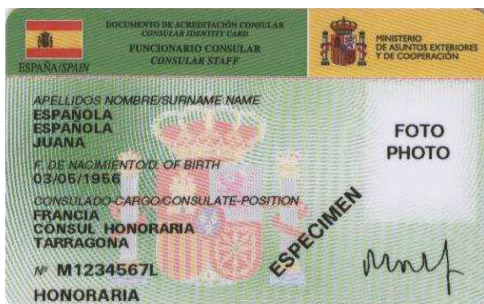 DOCUMENTO DE ACREDITACIÓN CONSULAR
CONSULAR IDENTITY CARD
FUNCIONARIO CONSULAR
CONSULAR STAFF
ESPAÑA/SPAIN
MINISTERIO
DE ASUNTOS EXTERIORES
Y DE COOPERACIÓN
APELLIDOS NOMBRE/SURNAME NAME
ESPAÑOLA
ESPAÑOLA
JUANA
F. DE NACIMIENTO/D. OF BIRTH
03/05/1956
CONSULADO-CARGO/CONSULATE-POSITION
FRANCIA
CÓNSUL HONORARIA
TARRAGONA
Nº M1234567L
HONORARIA
FOTO
PHOTO
ESPECIMEN